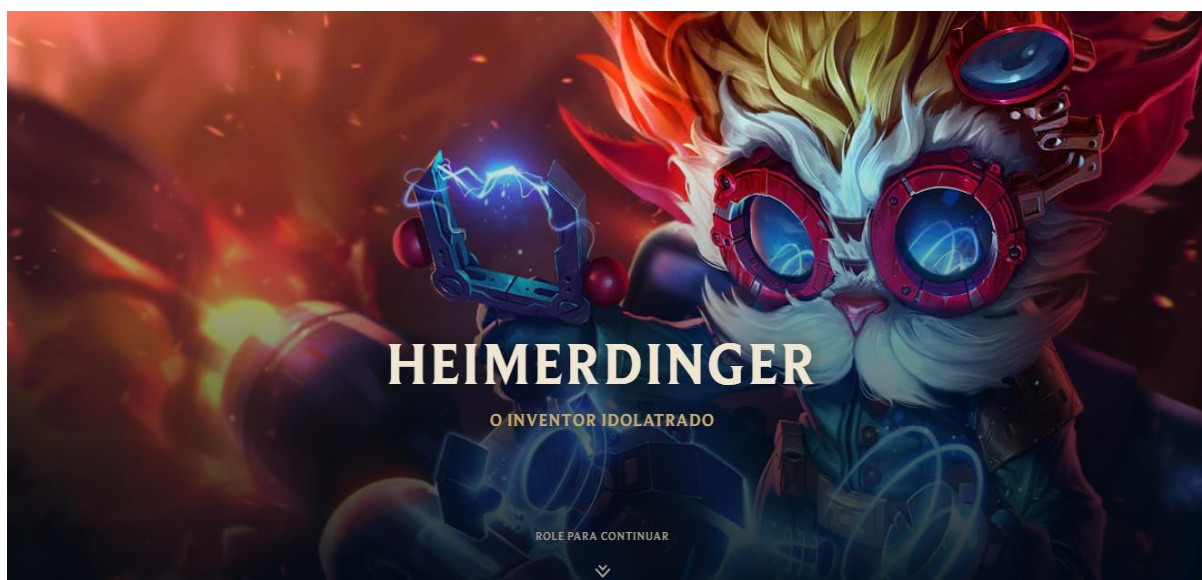 HEIMERDINGER
O INVENTOR IDOLATRADO
ROLE PARA CONTINUAR